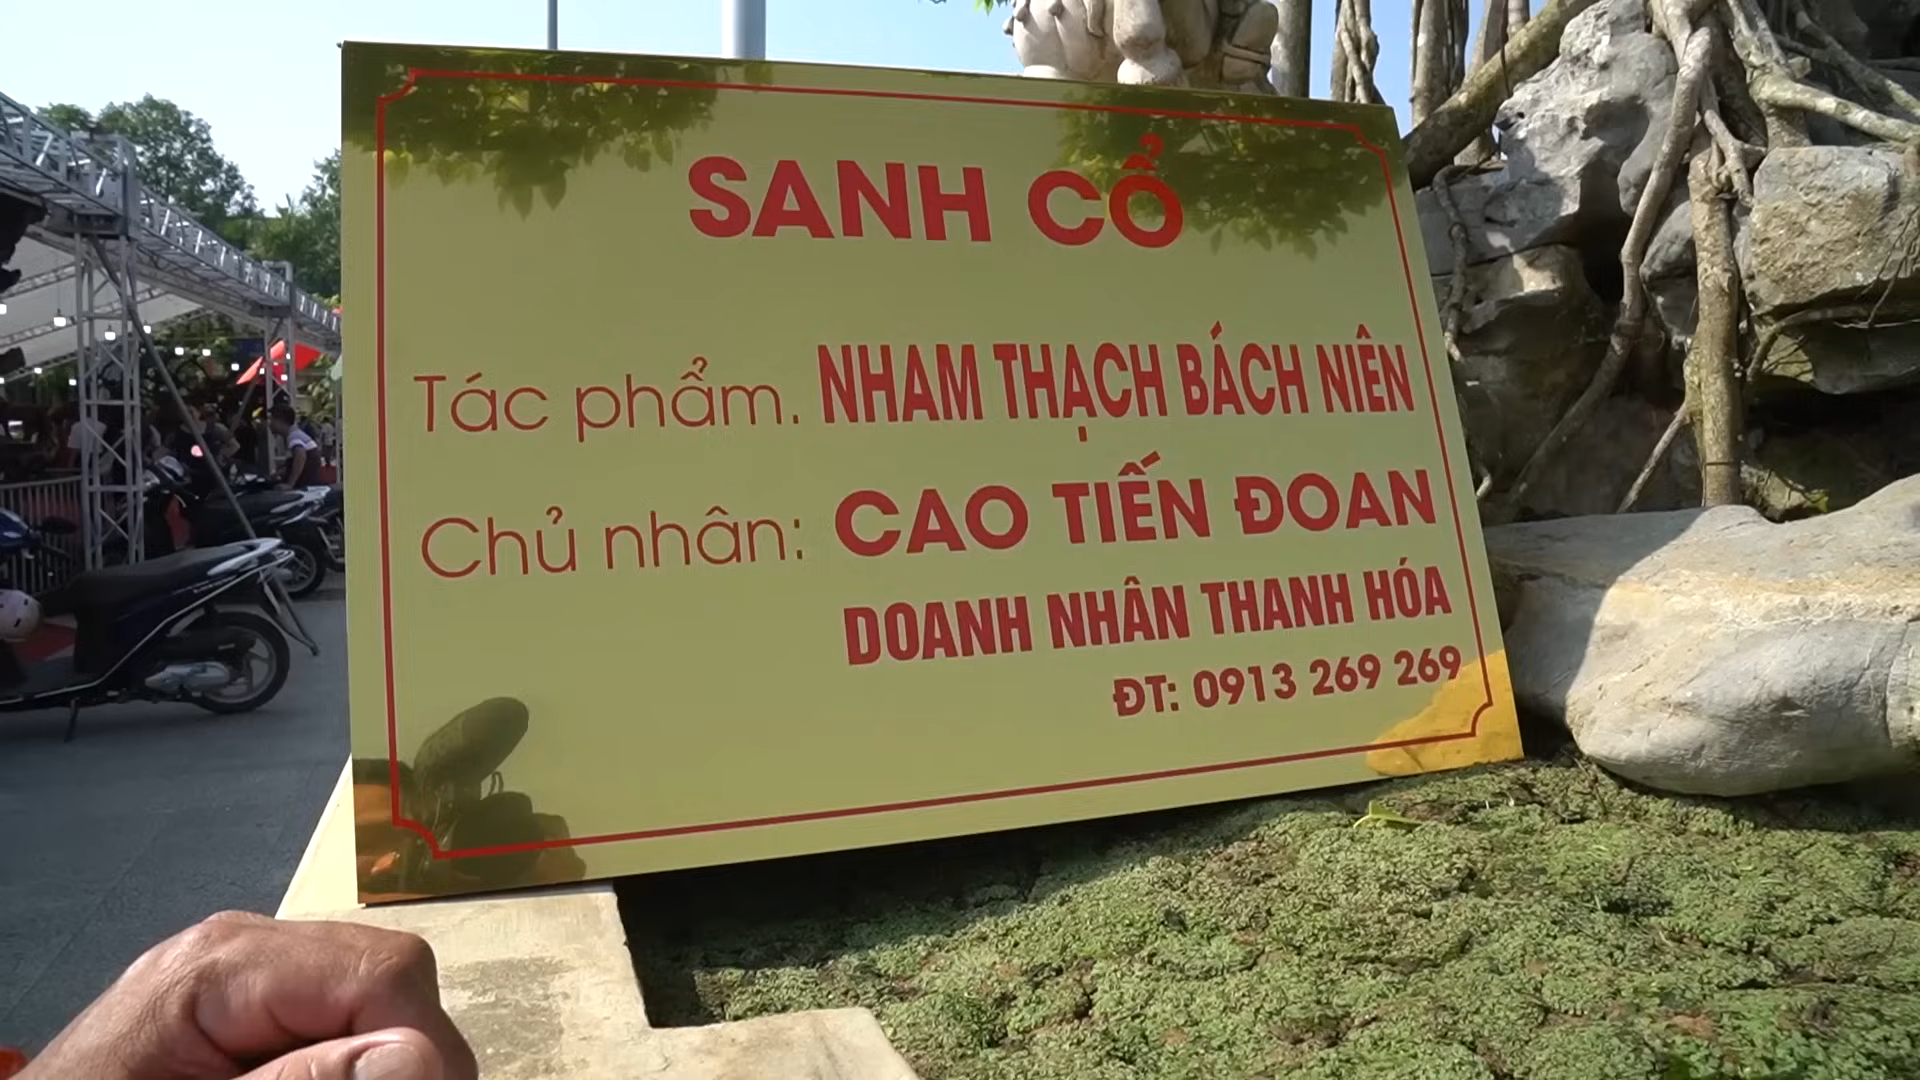 SANH CỔ
Tác phẩm. NHAM THẠCH BÁCH NIÊN
Chủ nhân: CAO TIẾN ĐOAN
DOANH NHÂN THANH HÓA
ĐT: 0913 269 269